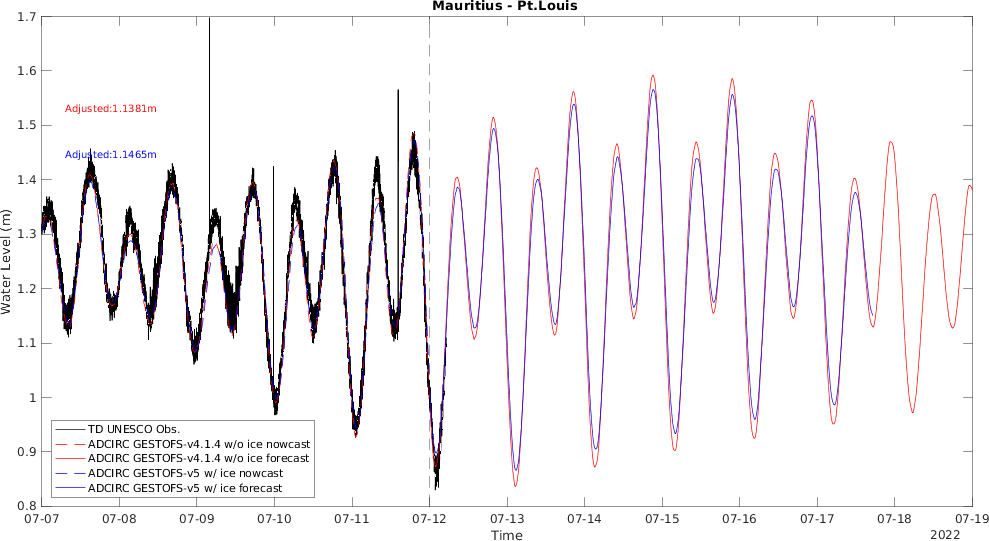 Mauritius - Pt.Louis
1.7
1.6
1.5
1.4
1.3
1.2
1.1
1
0.9
0.8
Water Level (m)
Adjusted:1.1381m
Adjusted:1.1465m
TD UNESCO Obs.
ADCIRC GESTOFS-v4.1.4 w/o ice nowcast
ADCIRC GESTOFS-v4.1.4 w/o ice forecast
ADCIRC GESTOFS-v5 w/ ice nowcast
ADCIRC GESTOFS-v5 w/ ice forecast
07-07 07-08 07-09 07-10 07-11 07-12 07-13 07-14 07-15 07-16 07-17 07-18 07-19
Time
2022